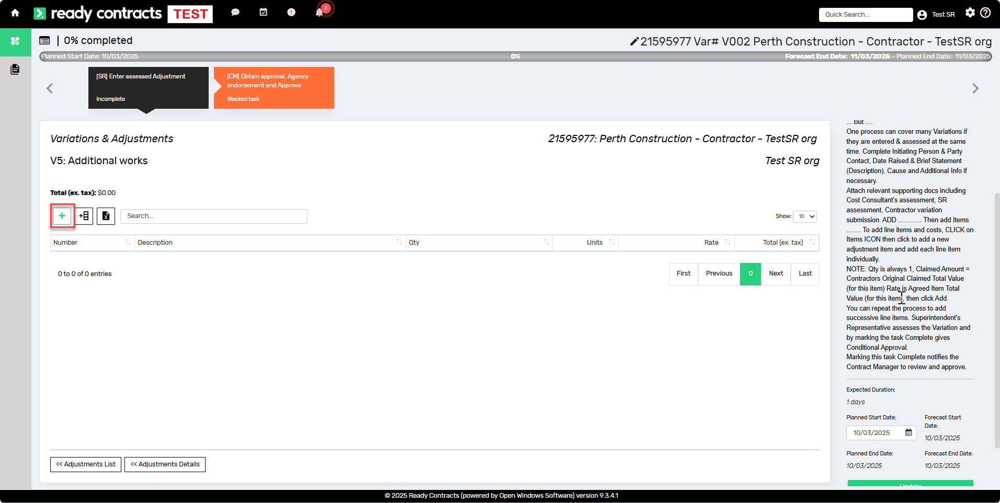 ready contracts TEST
2
Quick Search...
Test SR
0% completed
21595977 Var# V002 Perth Construction - Contractor - TestSR org
Planned Start Date: 10/03/2025
0%
Forecast End Date: 11/03/2025 - Planned End Date: 11/03/2025
[SR] Enter assessed Adjustment
Incomplete
[CM] Obtain approval, Agency
endorsement and Approve
Blocked task
Variations & Adjustments
21595977: Perth Construction - Contractor - TestSR org
V5: Additional works
Test SR org
Total (ex. tax): $0.00
Search...
Show: 10
Number
Description
Qty
Units
Rate
Total (ex. tax)
0 to 0 of 0 entries
First
Previous
0
Next
Last
<< Adjustments List
<< Adjustments Details
... But ....
One process can cover many Variations if
they are entered & assessed at the same
time. Complete Initiating Person & Party
Contact, Date Raised & Brief Statement
(Description), Cause and Additional Info if
necessary.
Attach relevant supporting docs including
Cost Consultant's assessment, SR
assessment, Contractor variation
submission. ADD ............. Then add Items
........ To add line items and costs, CLICK on
Items ICON then click to add a new
adjustment item and add each line item
individually.
NOTE: Qty is always 1, Claimed Amount =
Contractors Original Claimed Total Value
(for this item) Rate is Agreed Item Total
Value (for this item), then click Add.
You can repeat the process to add
successive line items. Superintendent's
Representative assesses the Variation and
by marking the task Complete gives
Conditional Approval.
Marking this task Complete notifies the
Contract Manager to review and approve.
Expected Duration:
1 days
Planned Start Date:
10/03/2025
Forecast Start
Date:
10/03/2025
Planned End Date:
10/03/2025
Forecast End Date:
10/03/2025
Update
© 2025 Ready Contracts (powered by Open Windows Software) version 9.3.4.1